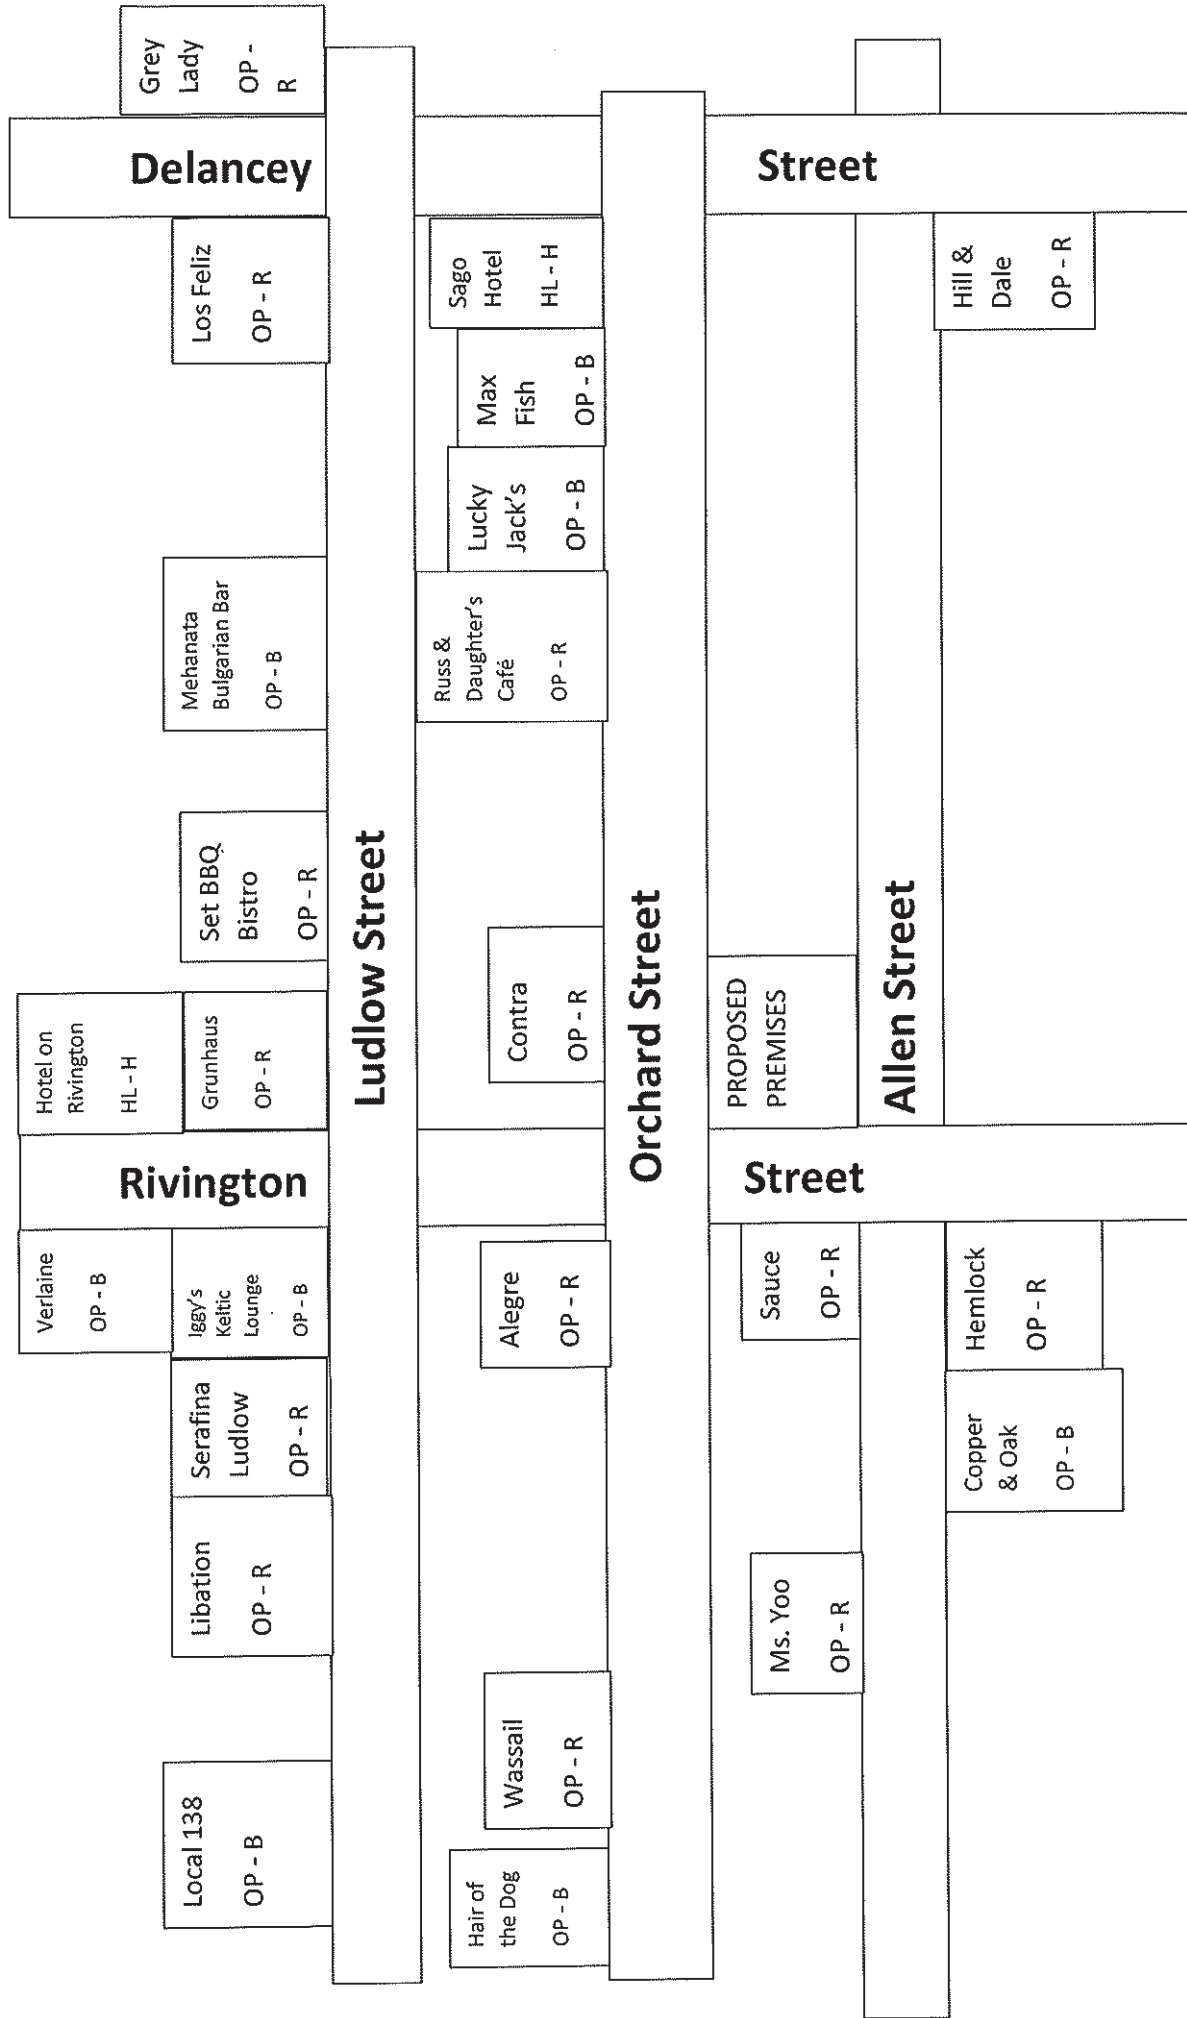 Grey
Lady
OP -
R
Delancey
Street
Los Feliz
OP - R
Sago
Hotel
HL - H
Hill &
Dale
OP - R
Max
Fish
OP - B
Lucky
Jack's
OP - B
Mehanata
Bulgarian Bar
OP - B
Russ &
Daughter's
Café
OP - R
Set BBQ
Bistro
OP - R
Ludlow Street
Contra
OP - R
Orchard Street
PROPOSED
PREMISES
Allen Street
Hotel on
Rivington
HL - H
Grunhaus
OP - R
Rivington
Street
Verlaine
OP - B
Iggy's
Keltic
Lounge
OP - B
Alegre
OP - R
Sauce
OP - R
Hemlock
OP - R
Serafina
Ludlow
OP - R
Copper
& Oak
OP - B
Libation
OP - R
Ms. Yoo
OP - R
Wassail
OP - R
Local 138
OP - B
Hair of
the Dog
OP - B